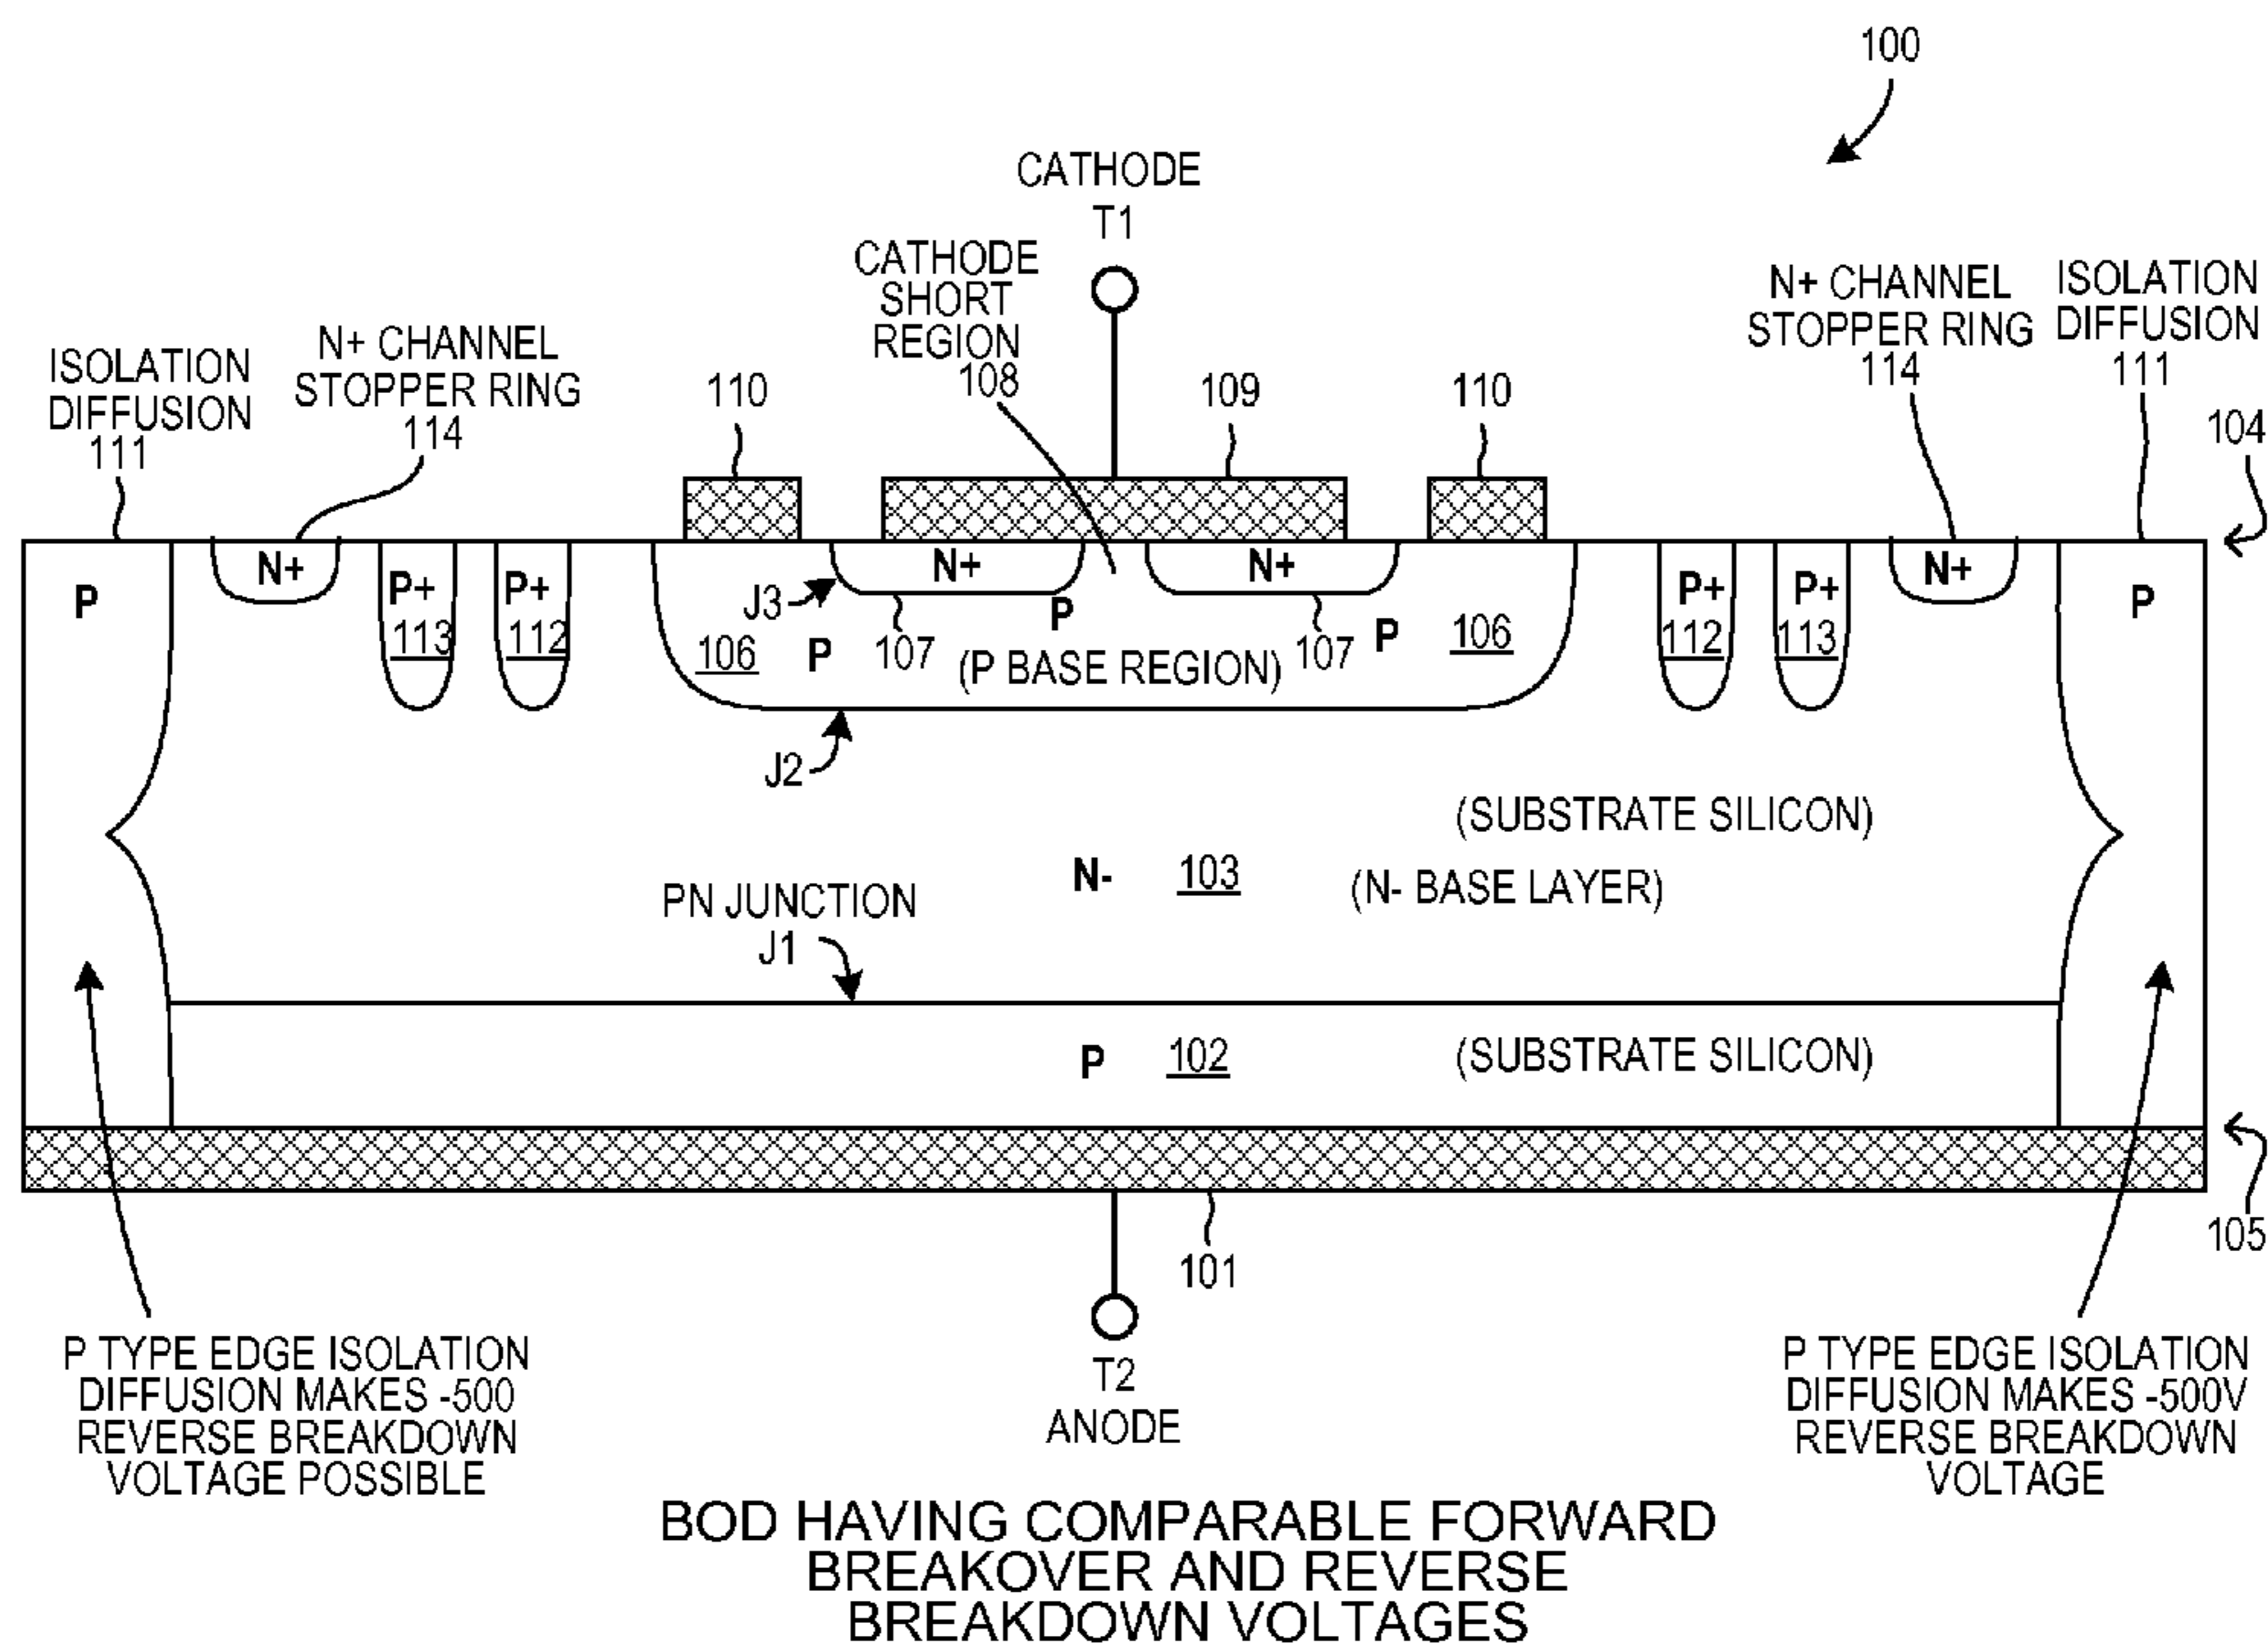 100
CATHODE
T1
CATHODE
SHORT
REGION
108
N+ CHANNEL
STOPPER RING
114
ISOLATION
DIFFUSION
111
ISOLATION
DIFFUSION
111
N+ CHANNEL
STOPPER RING
114
110
109
110
104
P
N+
P+
113
P+
112
N+
N+
J3
107
P
107
P
106
P
106
(P BASE REGION)
P+
112
P+
113
N+
P
J2
(SUBSTRATE SILICON)
N-
103
(N- BASE LAYER)
PN JUNCTION
J1
P
102
(SUBSTRATE SILICON)
105
101
T2
ANODE
P TYPE EDGE ISOLATION
DIFFUSION MAKES -500
REVERSE BREAKDOWN
VOLTAGE POSSIBLE
P TYPE EDGE ISOLATION
DIFFUSION MAKES -500V
REVERSE BREAKDOWN
VOLTAGE
BOD HAVING COMPARABLE FORWARD
BREAKOVER AND REVERSE
BREAKDOWN VOLTAGES